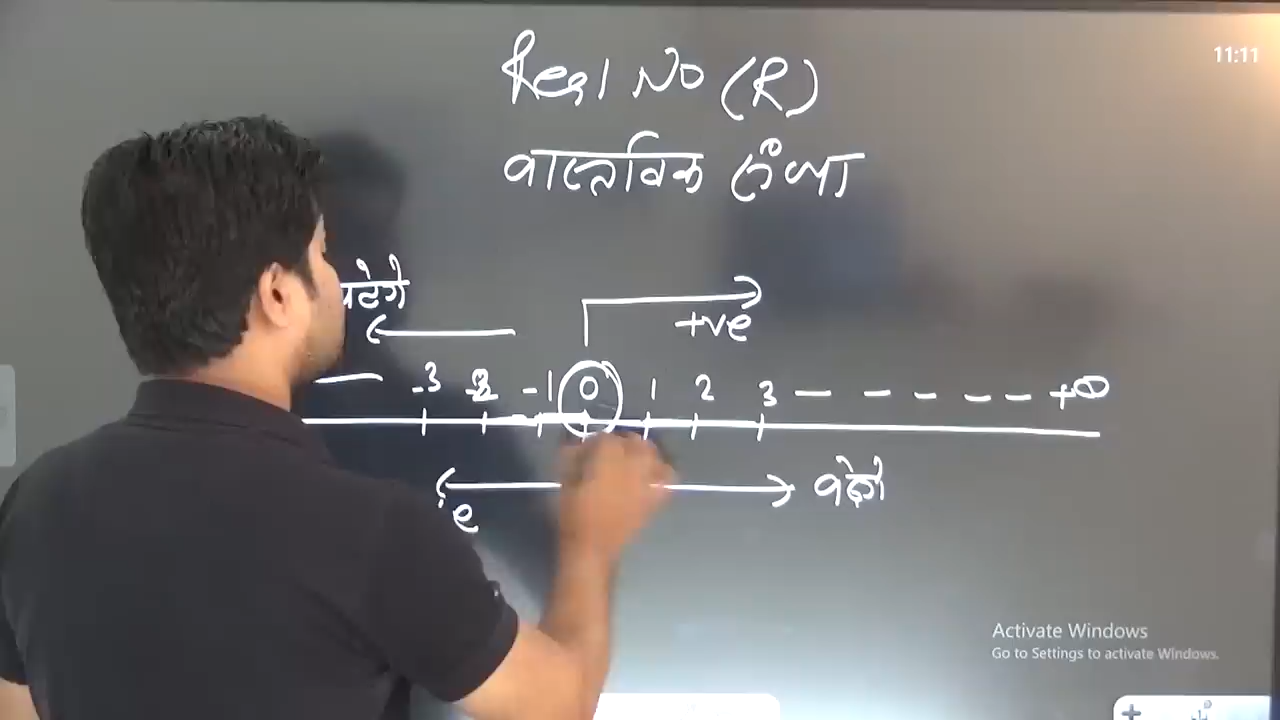 11:11
Real No (R)
वास्तविक संख्या
घटेंगे
+ve
-3 -2 -1 0 1 2 3 — — — — — +∞
बढ़ेंगे
e
Activate Windows
Go to Settings to activate Windows.